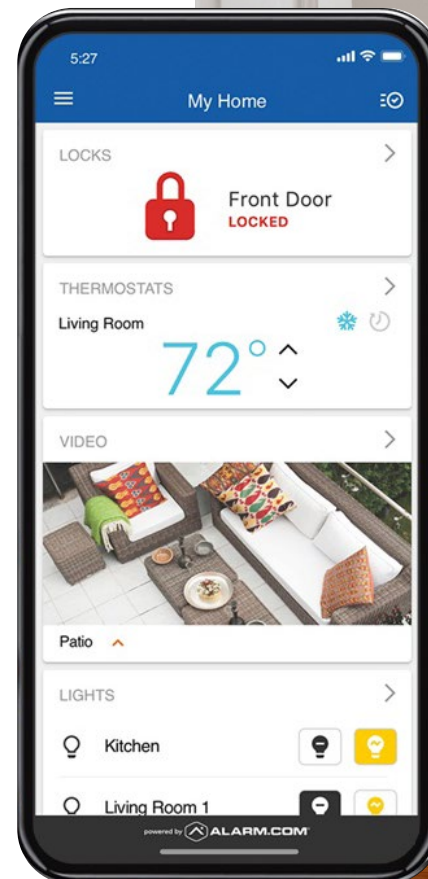 5:27
My Home
LOCKS
Front Door
LOCKED
THERMOSTATS
Living Room
72°
VIDEO
Patio
LIGHTS
Kitchen
Living Room 1
powered by ALARM.COM